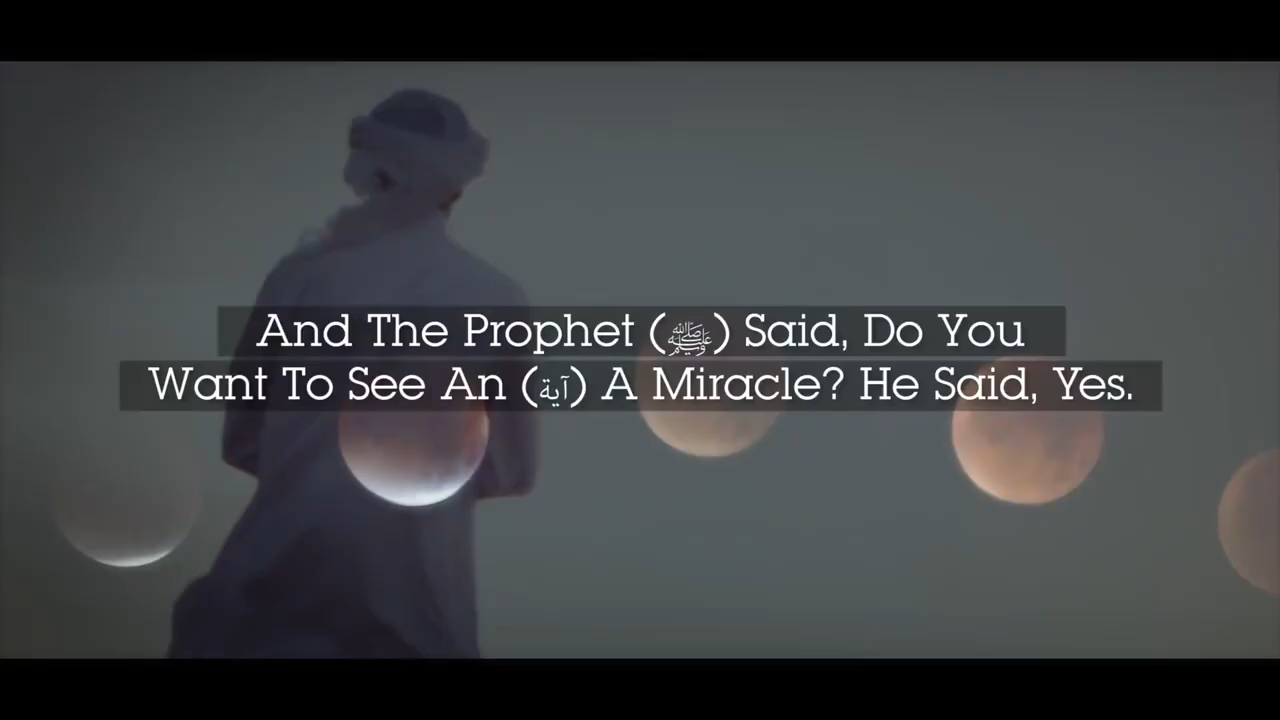 And The Prophet (ﷺ) Said, Do You
Want To See An (آية) A Miracle? He Said, Yes.